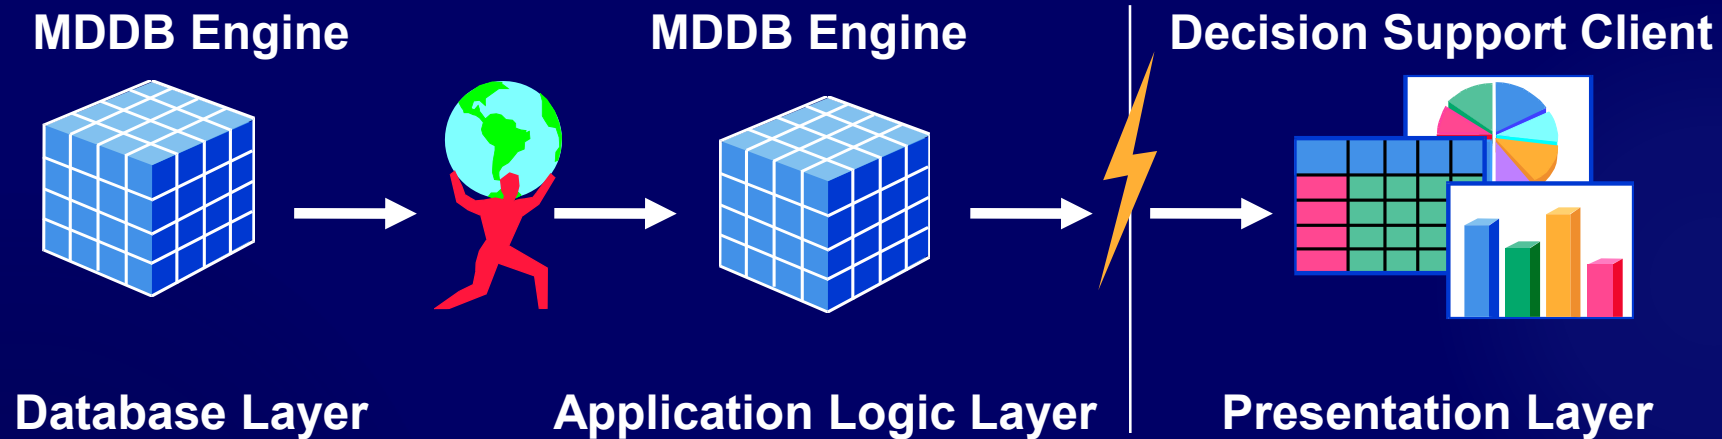 MDDB Engine
MDDB Engine
Decision Support Client
Database Layer
Application Logic Layer
Presentation Layer